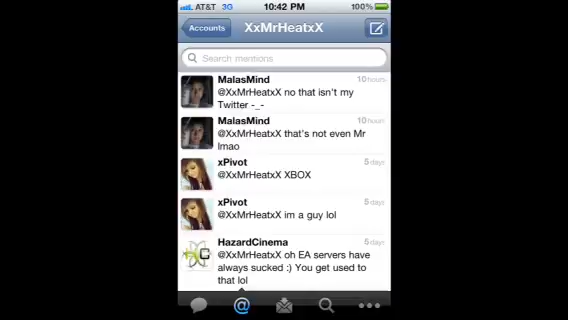 AT&T 3G 10:42 PM 100%
Accounts XxMrHeatxX
Search mentions
MalasMind 10 hours
@XxMrHeatxX no that isn't my
Twitter -_-
MalasMind 10 hours
@XxMrHeatxX that's not even Mr
lmao
xPivot 5 days
@XxMrHeatxX XBOX
xPivot 5 days
@XxMrHeatxX im a guy lol
HazardCinema 5 days
@XxMrHeatxX oh EA servers have
always sucked :) You get used to
that lol